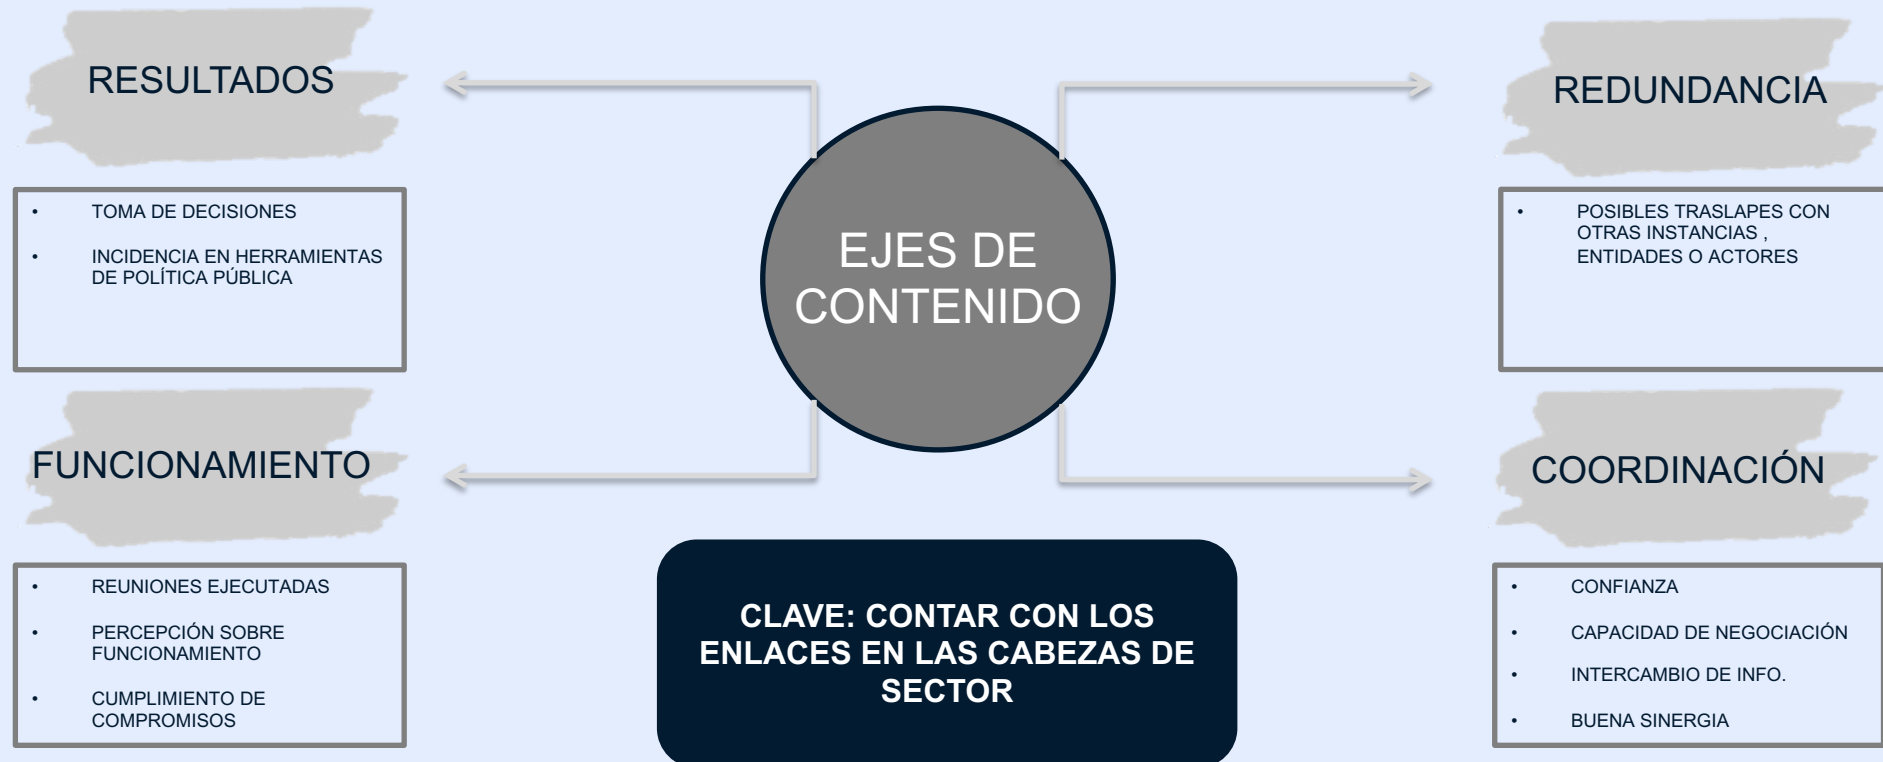 RESULTADOS
• TOMA DE DECISIONES
• INCIDENCIA EN HERRAMIENTAS
DE POLÍTICA PÚBLICA
FUNCIONAMIENTO
• REUNIONES EJECUTADAS
• PERCEPCIÓN SOBRE
FUNCIONAMIENTO
• CUMPLIMIENTO DE
COMPROMISOS
EJES DE
CONTENIDO
CLAVE: CONTAR CON LOS
ENLACES EN LAS CABEZAS DE
SECTOR
REDUNDANCIA
• POSIBLES TRASLAPES CON
OTRAS INSTANCIAS ,
ENTIDADES O ACTORES
COORDINACIÓN
• CONFIANZA
• CAPACIDAD DE NEGOCIACIÓN
• INTERCAMBIO DE INFO.
• BUENA SINERGIA